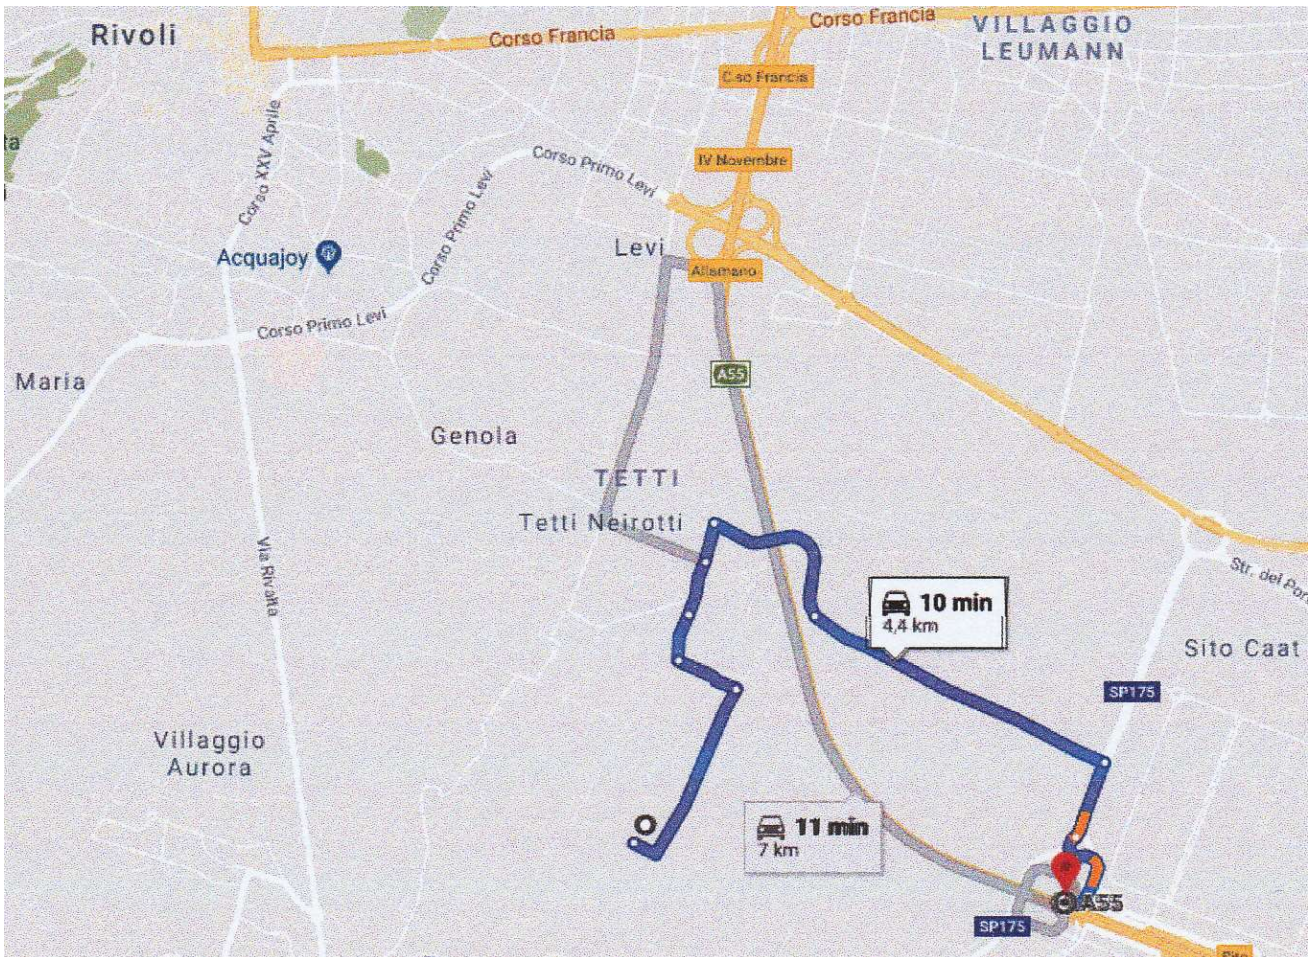 Rivoli
Corso Francia
Corso Francia
VILLAGGIO
LEUMANN
C.so Francia
ta
Corso XXV Aprile
Corso Primo Levi
IV Novembre
Corso Primo Levi
Levi
Acquajoy
Allamano
Corso Primo Levi
A55
Maria
Genola
TETTI
Tetti Neirotti
Via Rivalta
Str. del Por
10 min
4,4 km
Sito Caat
SP175
Villaggio
Aurora
11 min
7 km
A55
SP175